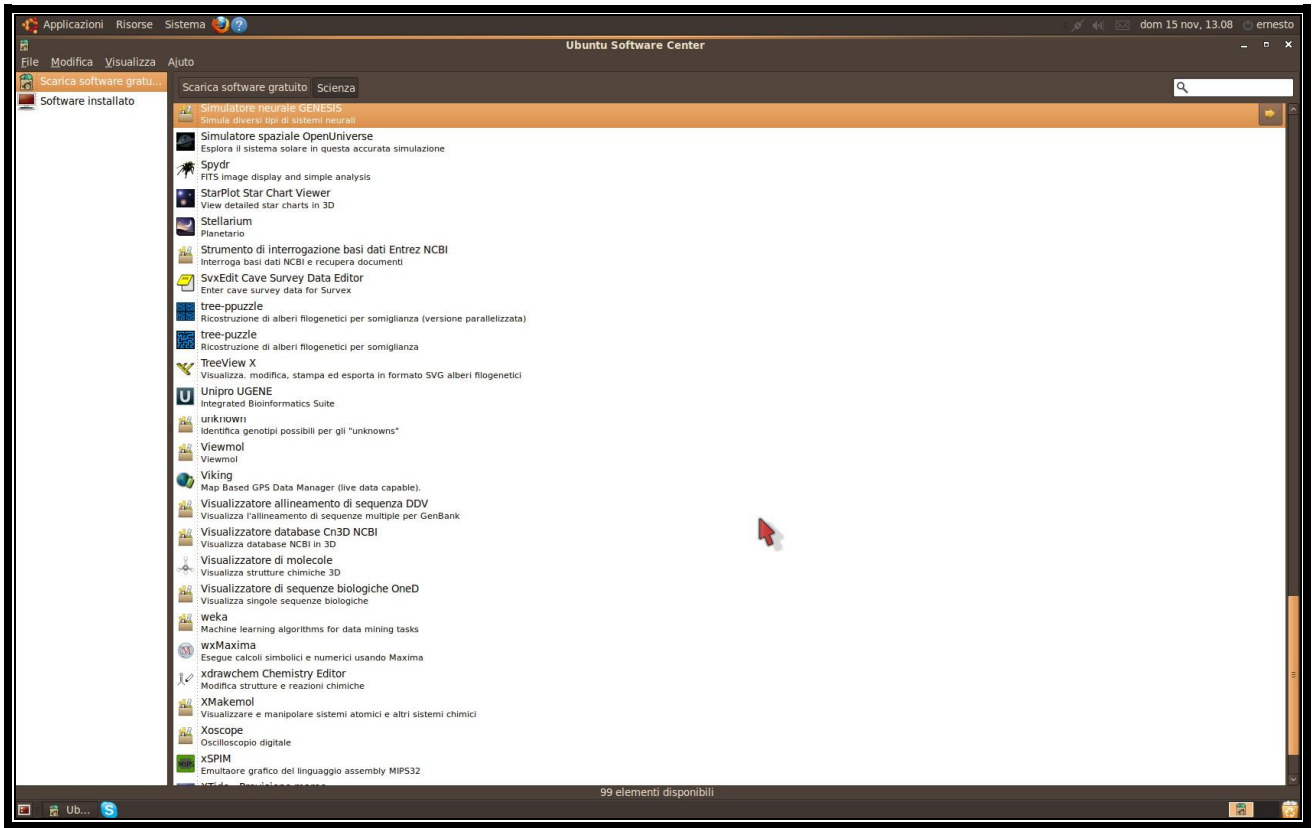 Applicazioni Risorse Sistema dom 15 nov, 13.08 ernesto
Ubuntu Software Center
File Modifica Visualizza Aiuto
Scarica software gratu...
Software installato
Scarica software gratuito Scienza
Simulatore neurale GENESIS
Simula diversi tipi di sistemi neurali
Simulatore spaziale OpenUniverse
Esplora il sistema solare in questa accurata simulazione
Spydr
FITS image display and simple analysis
StarPlot Star Chart Viewer
View detailed star charts in 3D
Stellarium
Planetario
Strumento di interrogazione basi dati Entrez NCBI
Interroga basi dati NCBI e recupera documenti
SvxEdit Cave Survey Data Editor
Enter cave survey data for Survex
tree-ppuzzle
Ricostruzione di alberi filogenetici per somiglianza (versione parallelizzata)
tree-puzzle
Ricostruzione di alberi filogenetici per somiglianza
TreeView X
Visualizza. modifica, stampa ed esporta in formato SVG alberi filogenetici
Unipro UGENE
Integrated Bioinformatics Suite
unknown
Identifica genotipi possibili per gli "unknowns"
Viewmol
Viewmol
Viking
Map Based GPS Data Manager (live data capable).
Visualizzatore allineamento di sequenza DDV
Visualizza l'allineamento di sequenze multiple per GenBank
Visualizzatore database Cn3D NCBI
Visualizza database NCBI in 3D
Visualizzatore di molecole
Visualizza strutture chimiche 3D
Visualizzatore di sequenze biologiche OneD
Visualizza singole sequenze biologiche
weka
Machine learning algorithms for data mining tasks
wxMaxima
Esegue calcoli simbolici e numerici usando Maxima
xdrawchem Chemistry Editor
Modifica strutture e reazioni chimiche
XMakemol
Visualizzare e manipolare sistemi atomici e altri sistemi chimici
Xoscope
Oscilloscopio digitale
MIPS
xSPIM
Emultaore grafico del linguaggio assembly MIPS32
99 elementi disponibili
Ub...